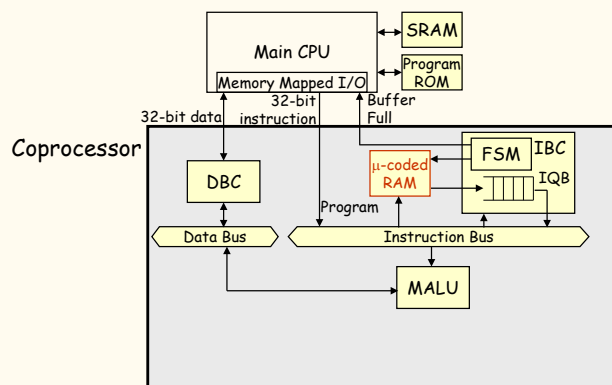 Main CPU
SRAM
Program
ROM
Memory Mapped I/O
32-bit data
32-bit
instruction
Buffer
Full
Coprocessor
DBC
μ-coded
RAM
FSM
IBC
IQB
Program
Data Bus
Instruction Bus
MALU